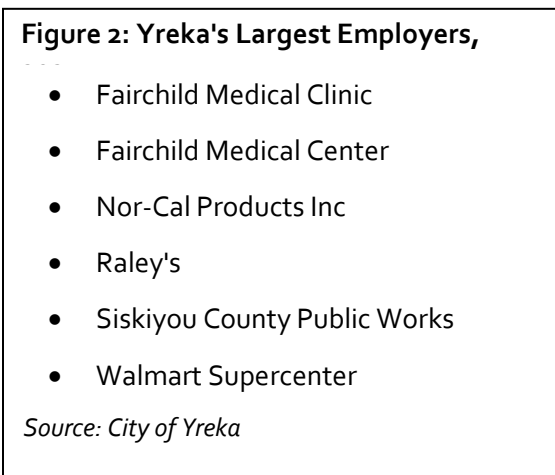 Figure 2: Yreka's Largest Employers,
• Fairchild Medical Clinic
• Fairchild Medical Center
• Nor-Cal Products Inc
• Raley's
• Siskiyou County Public Works
• Walmart Supercenter
Source: City of Yreka